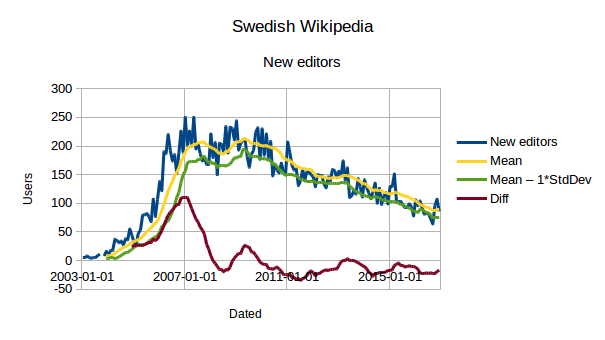 Swedish Wikipedia
New editors
300
250
200
150
100
50
0
-50
2003-01-01 2007-01-01 2011-01-01 2015-01-01
Users
Dated
New editors
Mean
Mean – 1*StdDev
Diff